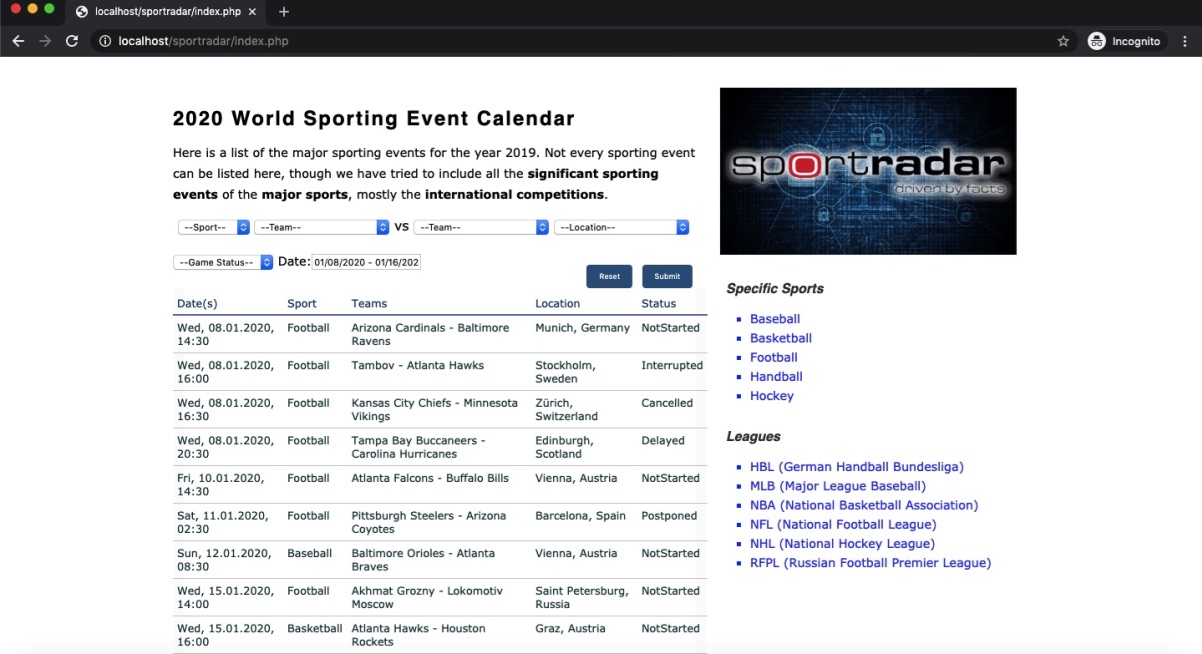 localhost/sportradar/index.php
localhost/sportradar/index.php
Incognito
2020 World Sporting Event Calendar
Here is a list of the major sporting events for the year 2019. Not every sporting event
can be listed here, though we have tried to include all the significant sporting
events of the major sports, mostly the international competitions.
--Sport-- --Team-- VS --Team-- --Location--
--Game Status-- Date: 01/08/2020 - 01/16/202
Reset Submit
Date(s) Sport Teams Location Status
Wed, 08.01.2020, Football Arizona Cardinals - Baltimore Munich, Germany NotStarted
14:30 Ravens
Wed, 08.01.2020, Football Tambov - Atlanta Hawks Stockholm, Interrupted
16:00 Sweden
Wed, 08.01.2020, Football Kansas City Chiefs - Minnesota Zürich, Cancelled
16:30 Vikings Switzerland
Wed, 08.01.2020, Football Tampa Bay Buccaneers - Edinburgh, Delayed
20:30 Carolina Hurricanes Scotland
Fri, 10.01.2020, Football Atlanta Falcons - Buffalo Bills Vienna, Austria NotStarted
14:30
Sat, 11.01.2020, Football Pittsburgh Steelers - Arizona Barcelona, Spain Postponed
02:30 Coyotes
Sun, 12.01.2020, Baseball Baltimore Orioles - Atlanta Vienna, Austria NotStarted
08:30 Braves
Wed, 15.01.2020, Football Akhmat Grozny - Lokomotiv Saint Petersburg, NotStarted
14:00 Moscow Russia
Wed, 15.01.2020, Basketball Atlanta Hawks - Houston Graz, Austria NotStarted
16:00 Rockets
sportradar
driven by facts
Specific Sports
Baseball
Basketball
Football
Handball
Hockey
Leagues
HBL (German Handball Bundesliga)
MLB (Major League Baseball)
NBA (National Basketball Association)
NFL (National Football League)
NHL (National Hockey League)
RFPL (Russian Football Premier League)